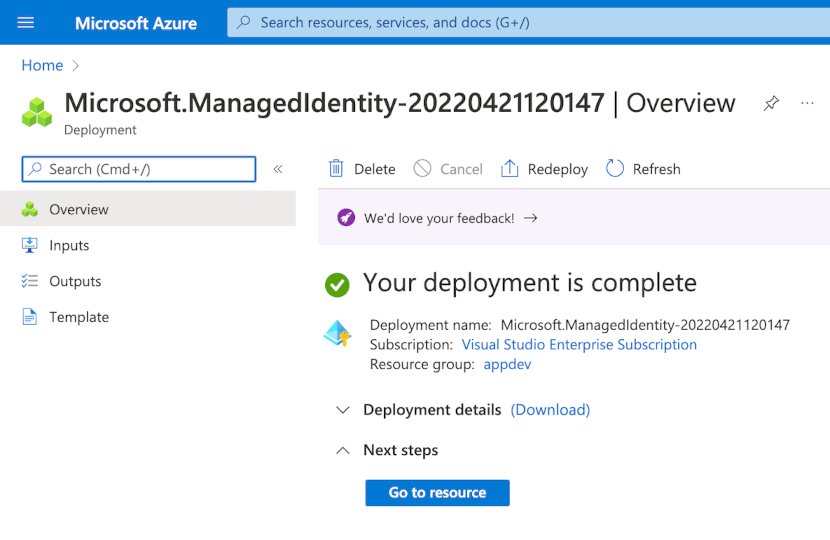 Microsoft Azure
Search resources, services, and docs (G+/)
Home
Microsoft.ManagedIdentity-20220421120147 | Overview
Deployment
Search (Cmd+/)
Overview
Inputs
Outputs
Template
Delete Cancel Redeploy Refresh
We'd love your feedback! →
Your deployment is complete
Deployment name: Microsoft.ManagedIdentity-20220421120147
Subscription: Visual Studio Enterprise Subscription
Resource group: appdev
Deployment details (Download)
Next steps
Go to resource